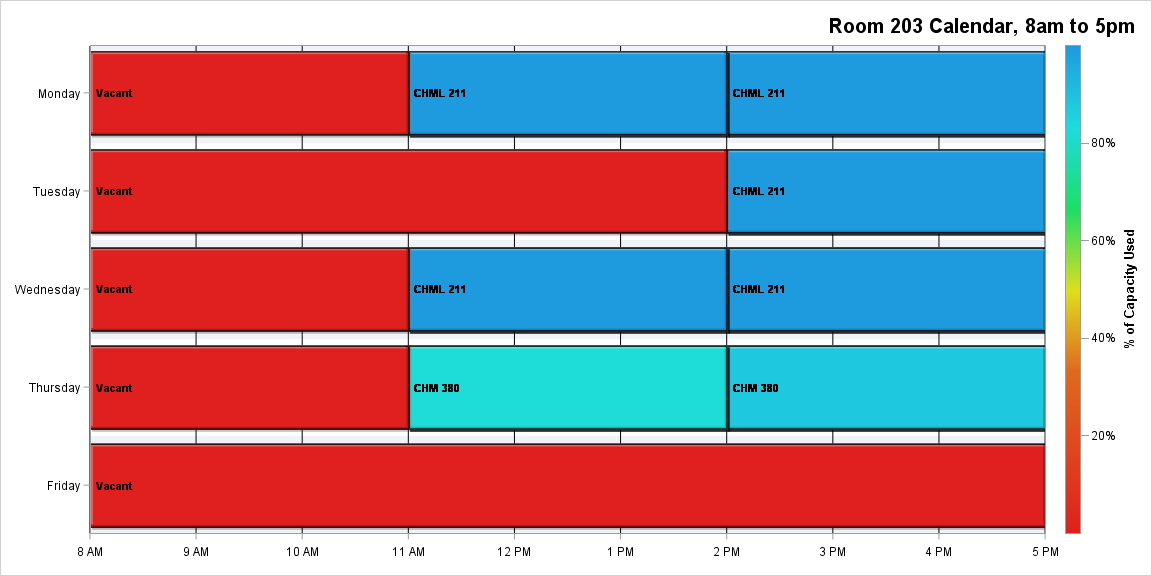 Room 203 Calendar, 8am to 5pm
Monday
Vacant
CHML 211
CHML 211
Tuesday
Vacant
CHML 211
Wednesday
Vacant
CHML 211
CHML 211
Thursday
Vacant
CHM 380
CHM 380
Friday
Vacant
8 AM
9 AM
10 AM
11 AM
12 PM
1 PM
2 PM
3 PM
4 PM
5 PM
80%
60%
40%
20%
% of Capacity Used